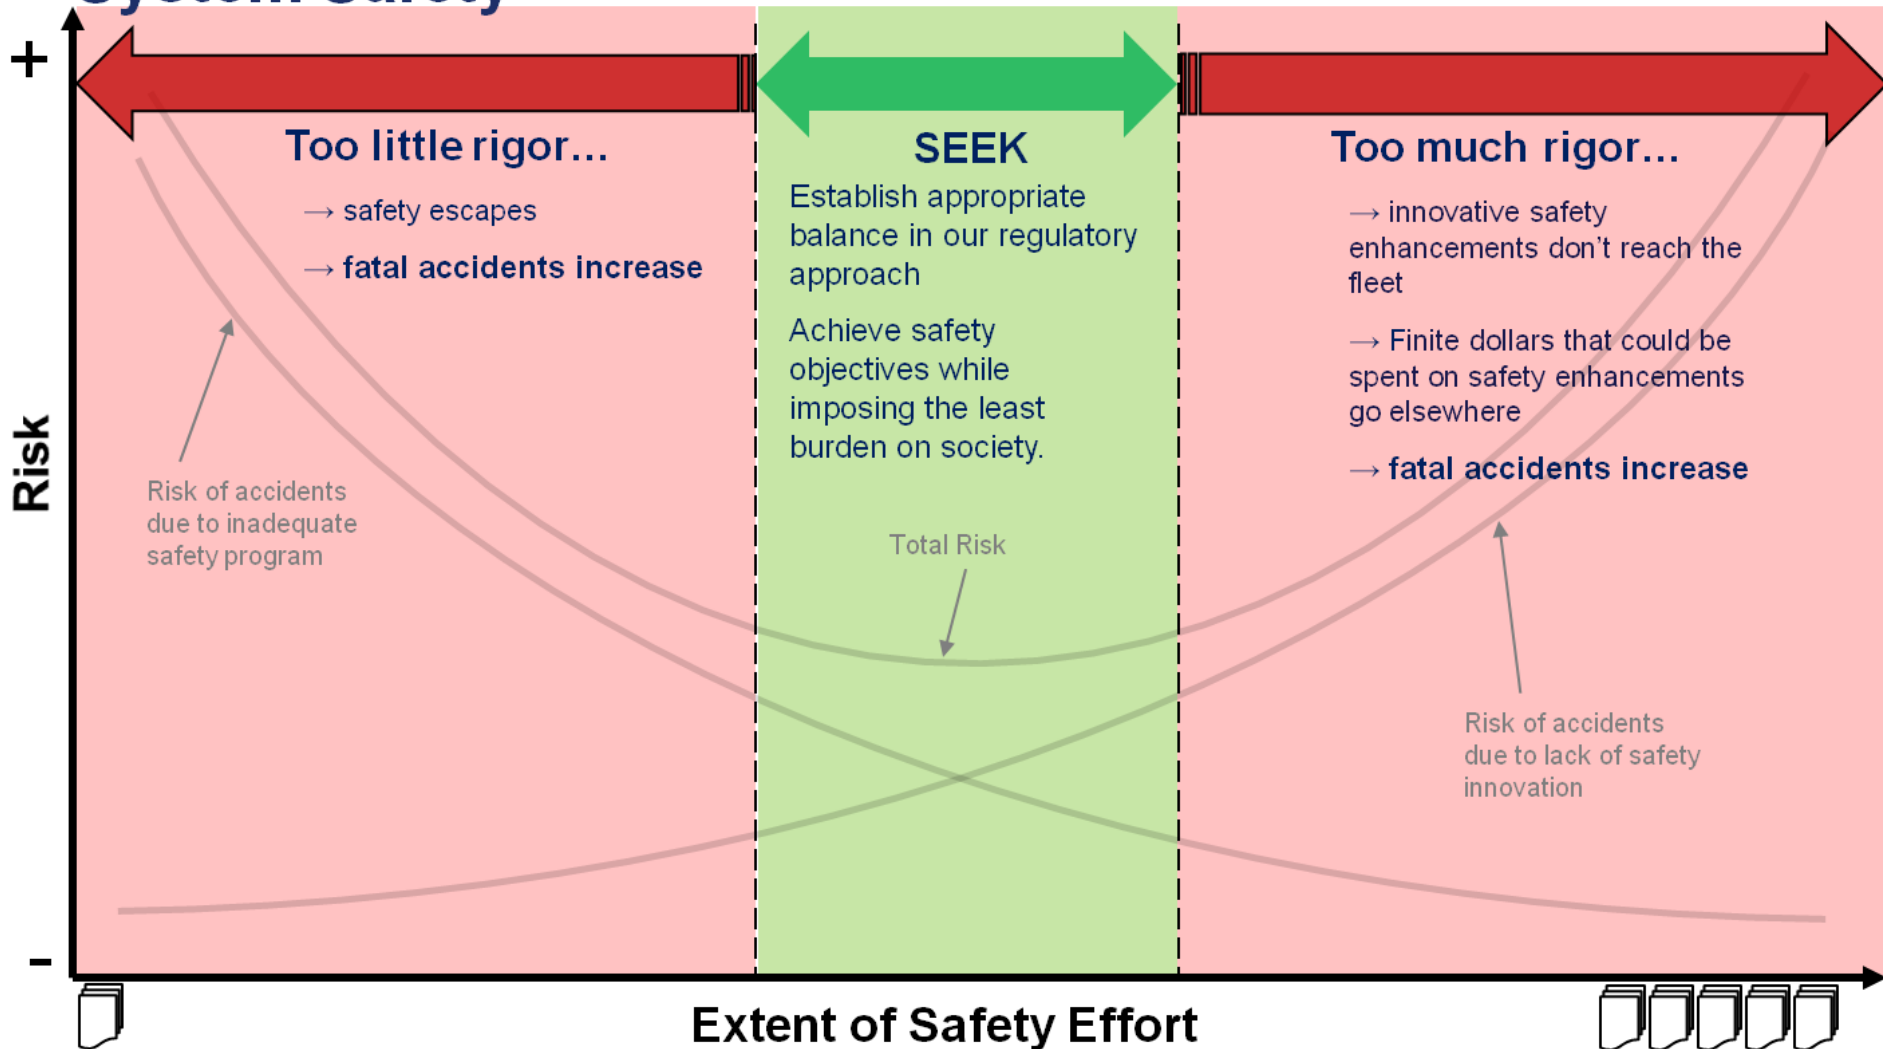 System Safety
+
Too little rigor...
→ safety escapes
→ fatal accidents increase
SEEK
Establish appropriate
balance in our regulatory
approach
Achieve safety
objectives while
imposing the least
burden on society.
Too much rigor...
→ innovative safety
enhancements don’t reach the
fleet
→ Finite dollars that could be
spent on safety enhancements
go elsewhere
→ fatal accidents increase
Risk
Risk of accidents
due to inadequate
safety program
Total Risk
Risk of accidents
due to lack of safety
innovation
-
Extent of Safety Effort